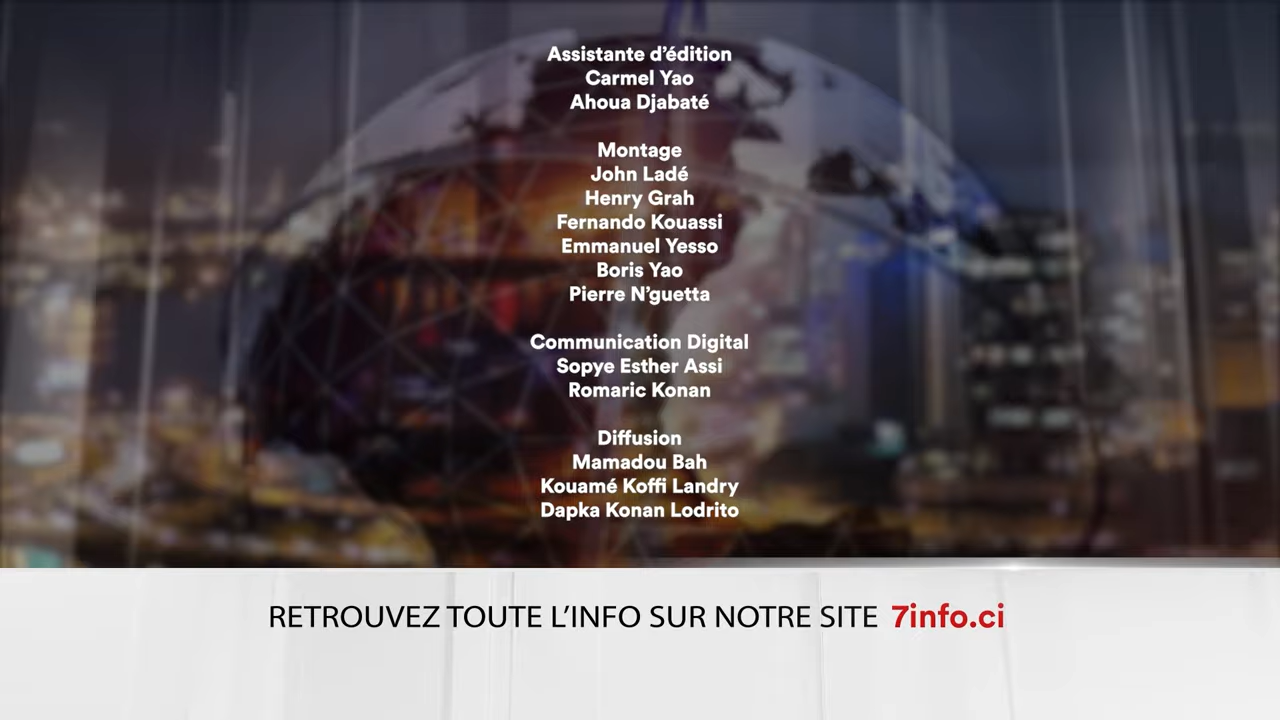 Assistante d'édition
Carmel Yao
Ahoua Djabaté
Montage
John Ladé
Henry Grah
Fernando Kouassi
Emmanuel Yesso
Boris Yao
Pierre N'guetta
Communication Digital
Sopye Esther Assi
Romaric Konan
Diffusion
Mamadou Bah
Kouamé Koffi Landry
Dapka Konan Lodrito
RETROUVEZ TOUTE L'INFO SUR NOTRE SITE 7info.ci